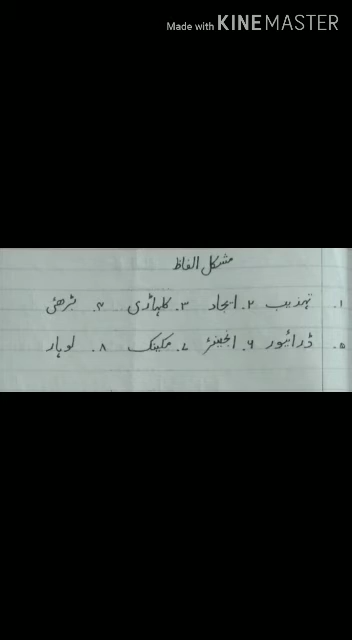 Made with KINEMASTER
مشکل الفاظ
۱. تہذیب ۲. ایجاد ۳. کلہاڑی ۴. بڑھئی
۵. ڈرائیور ۶. انجینئر ۷. مکینک ۸. لوہار